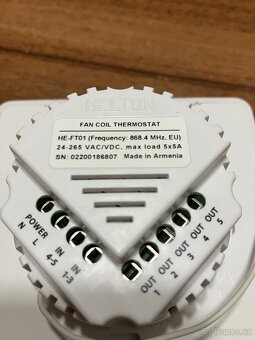 HELTUN
FAN COIL THERMOSTAT
HE-FT01 (Frequency: 868.4 MHz, EU)
24-265 VAC/VDC, max load 5x5A
SN: 02200186807 Made in Armenia
POWER
N
L
IN
4-5
IN
1-3
OUT
1
OUT
2
OUT
3
OUT
4
OUT
5